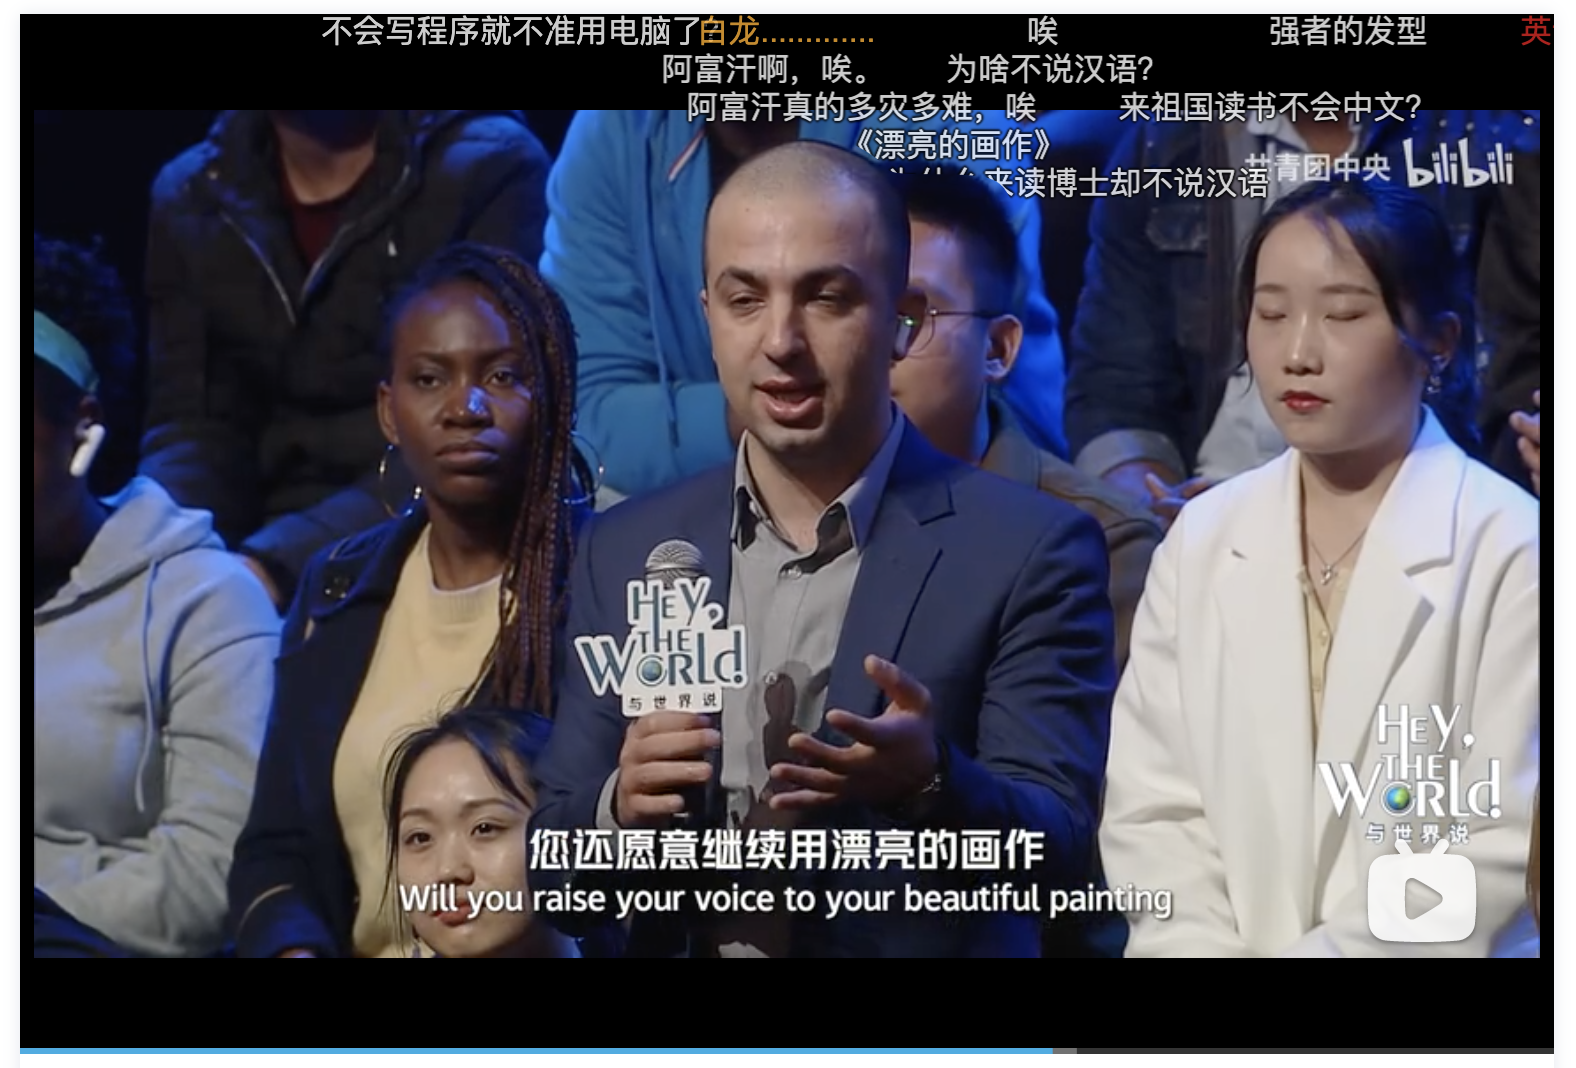 不会写程序就不准用电脑了?
白龙.............
唉
强者的发型
英
阿富汗啊，唉。
为啥不说汉语?
阿富汗真的多灾多难，唉
来祖国读书不会中文?
《漂亮的画作》
来读博士却不说汉语
共青团中央 bilibili
HEY,
THE
WORLd!
与世界说
HEY,
THE
WORLd!
与世界说
您还愿意继续用漂亮的画作
Will you raise your voice to your beautiful painting